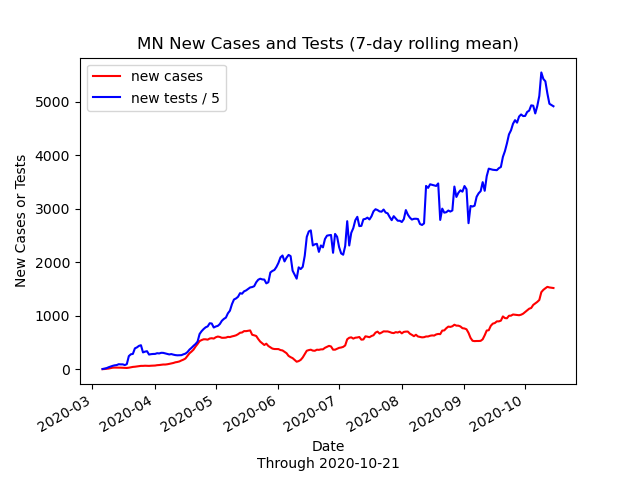 MN New Cases and Tests (7-day rolling mean)
new cases
new tests / 5
New Cases or Tests
5000
4000
3000
2000
1000
0
2020-03
2020-04
2020-05
2020-06
2020-07
2020-08
2020-09
2020-10
Date
Through 2020-10-21